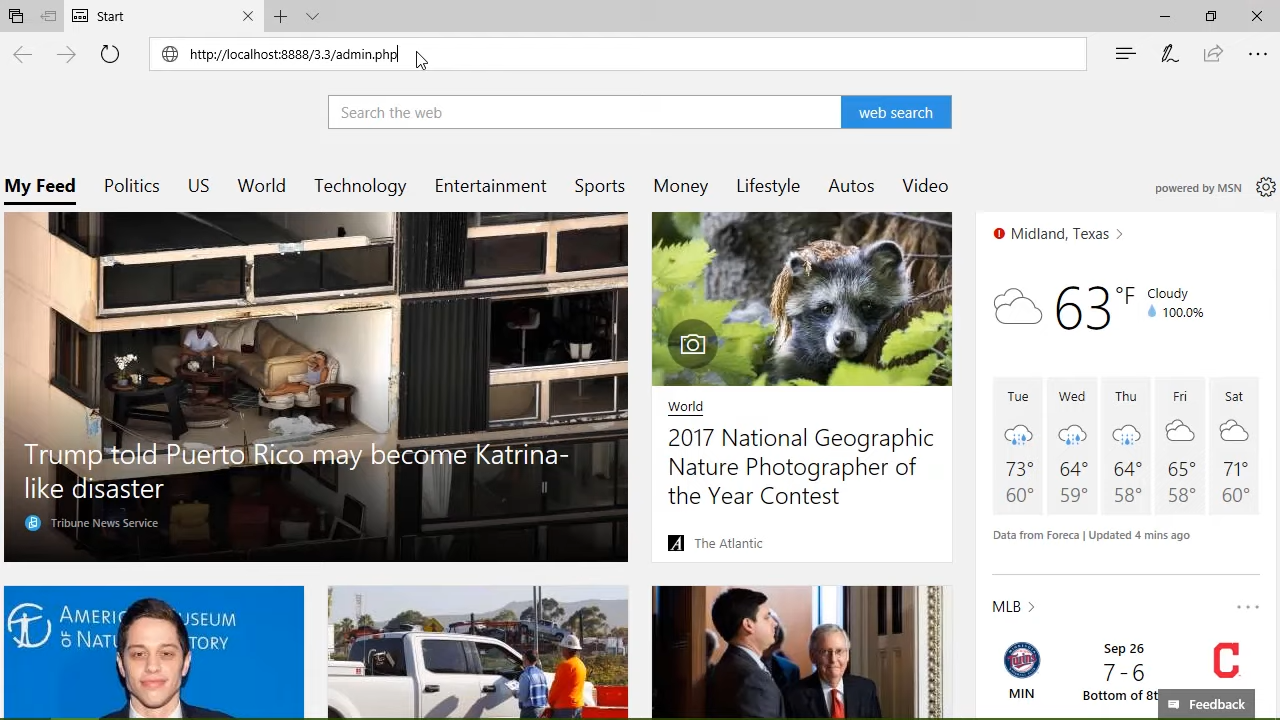 Start
http://localhost:8888/3.3/admin.php
Search the web
web search
My Feed Politics US World Technology Entertainment Sports Money Lifestyle Autos Video
powered by MSN
Trump told Puerto Rico may become Katrina-
like disaster
Tribune News Service
World
2017 National Geographic
Nature Photographer of
the Year Contest
The Atlantic
Midland, Texas
63 °F
Cloudy
100.0%
Tue Wed Thu Fri Sat
73° 64° 64° 65° 71°
60° 59° 58° 58° 60°
Data from Foreca | Updated 4 mins ago
MLB
Sep 26
7 - 6
MIN
Bottom of 8t
Feedback